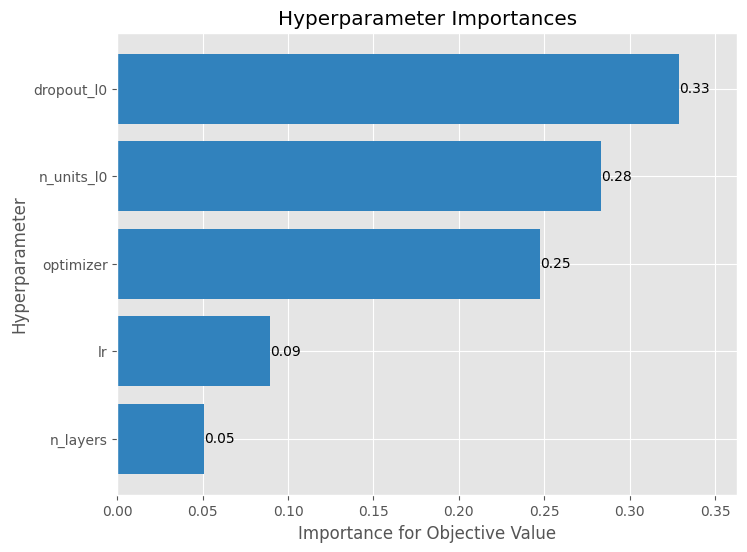 Hyperparameter Importances
Hyperparameter
dropout_l0
0.33
n_units_l0
0.28
optimizer
0.25
lr
0.09
n_layers
0.05
0.00 0.05 0.10 0.15 0.20 0.25 0.30 0.35
Importance for Objective Value